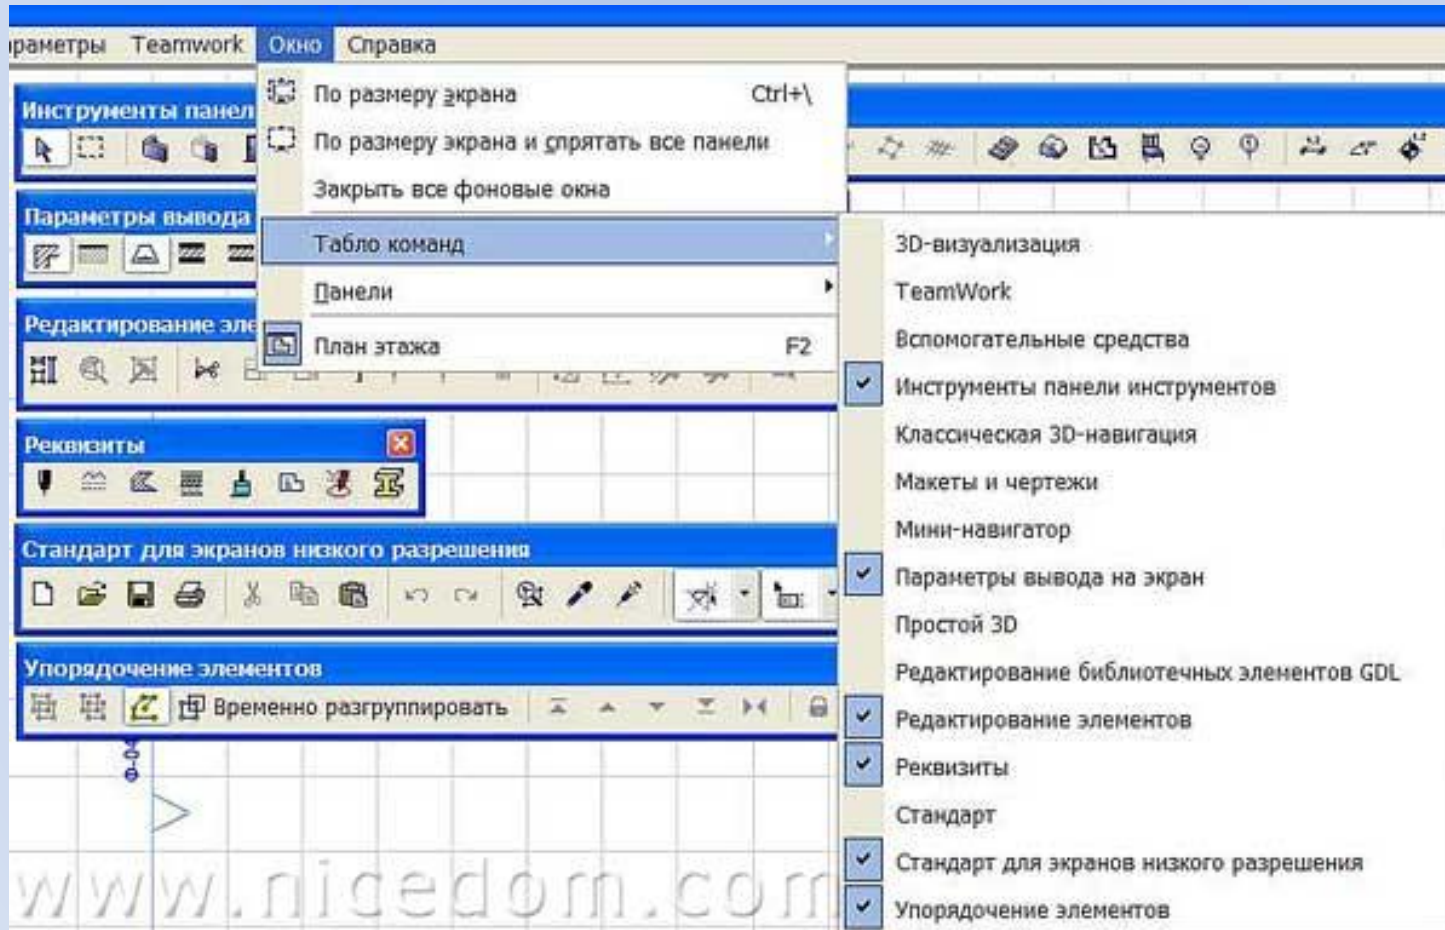 раметры Teamwork Окно Справка
По размеру экрана Ctrl+\
По размеру экрана и спрятать все панели
Закрыть все фоновые окна
Табло команд
Панели
План этажа F2
Инструменты панел
Параметры вывода
Редактирование эле
Реквизиты
Стандарт для экранов низкого разрешения
Упорядочение элементов
Временно разгруппировать
3D-визуализация
TeamWork
Вспомогательные средства
Инструменты панели инструментов
Классическая 3D-навигация
Макеты и чертежи
Мини-навигатор
Параметры вывода на экран
Простой 3D
Редактирование библиотечных элементов GDL
Редактирование элементов
Реквизиты
Стандарт
Стандарт для экранов низкого разрешения
Упорядочение элементов
www.nicedom.com